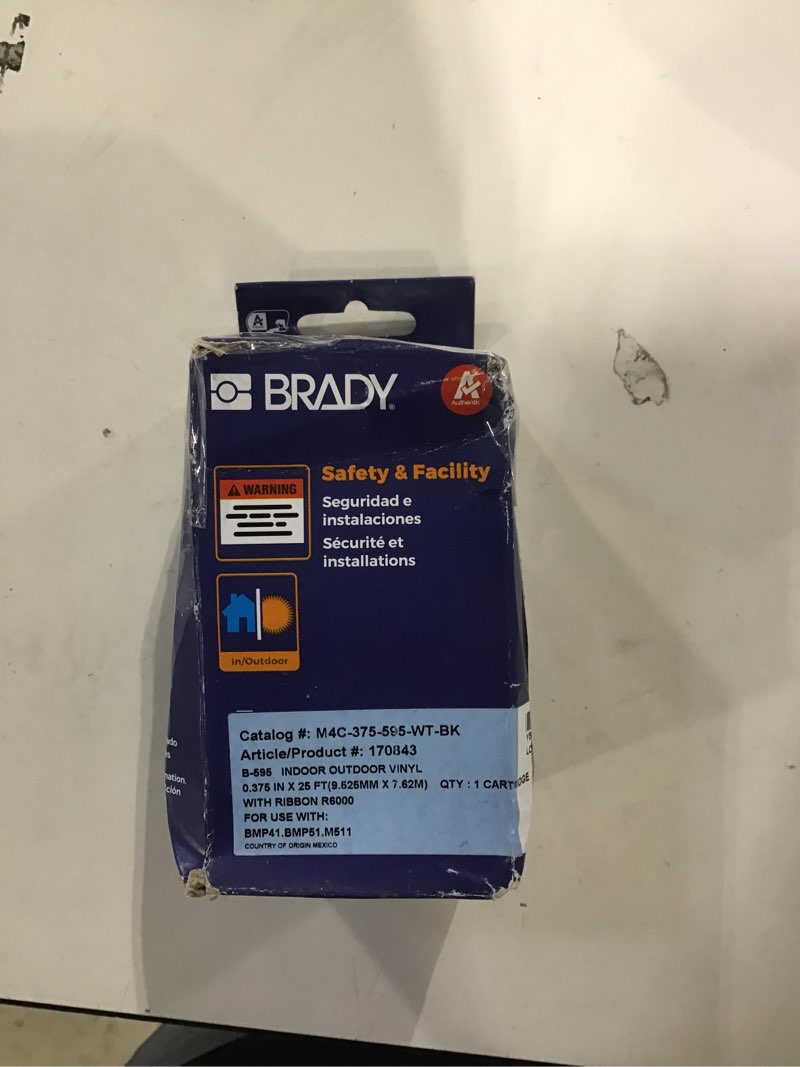 BRADY
Authentic
WARNING
Safety & Facility
Seguridad e
instalaciones
Sécurité et
installations
In/Outdoor
Catalog #: M4C-375-595-WT-BK
Article/Product #: 170843
B-595 INDOOR OUTDOOR VINYL
0.375 IN X 25 FT(9.525MM X 7.62M) QTY : 1 CARTRIDGE
WITH RIBBON R6000
FOR USE WITH:
BMP41.BMP51.M511
COUNTRY OF ORIGIN MEXICO